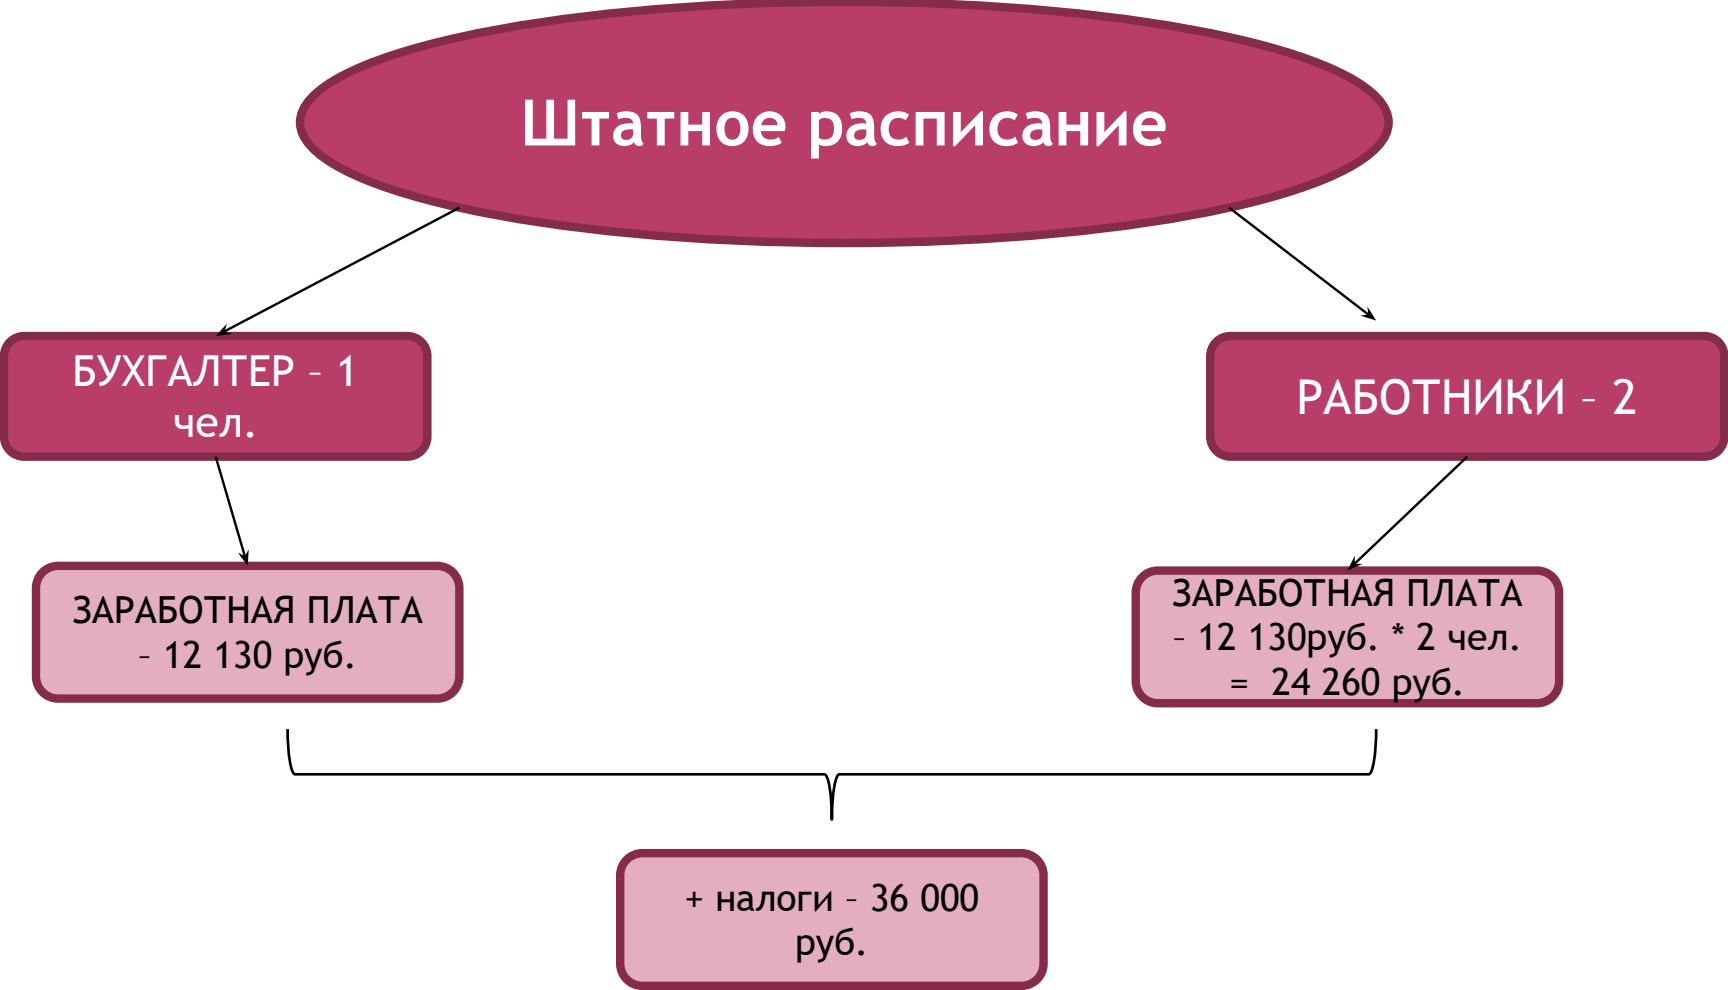 Штатное расписание
БУХГАЛТЕР – 1
чел.
РАБОТНИКИ – 2
ЗАРАБОТНАЯ ПЛАТА
– 12 130 руб.
ЗАРАБОТНАЯ ПЛАТА
– 12 130руб. * 2 чел.
= 24 260 руб.
+ налоги – 36 000
руб.